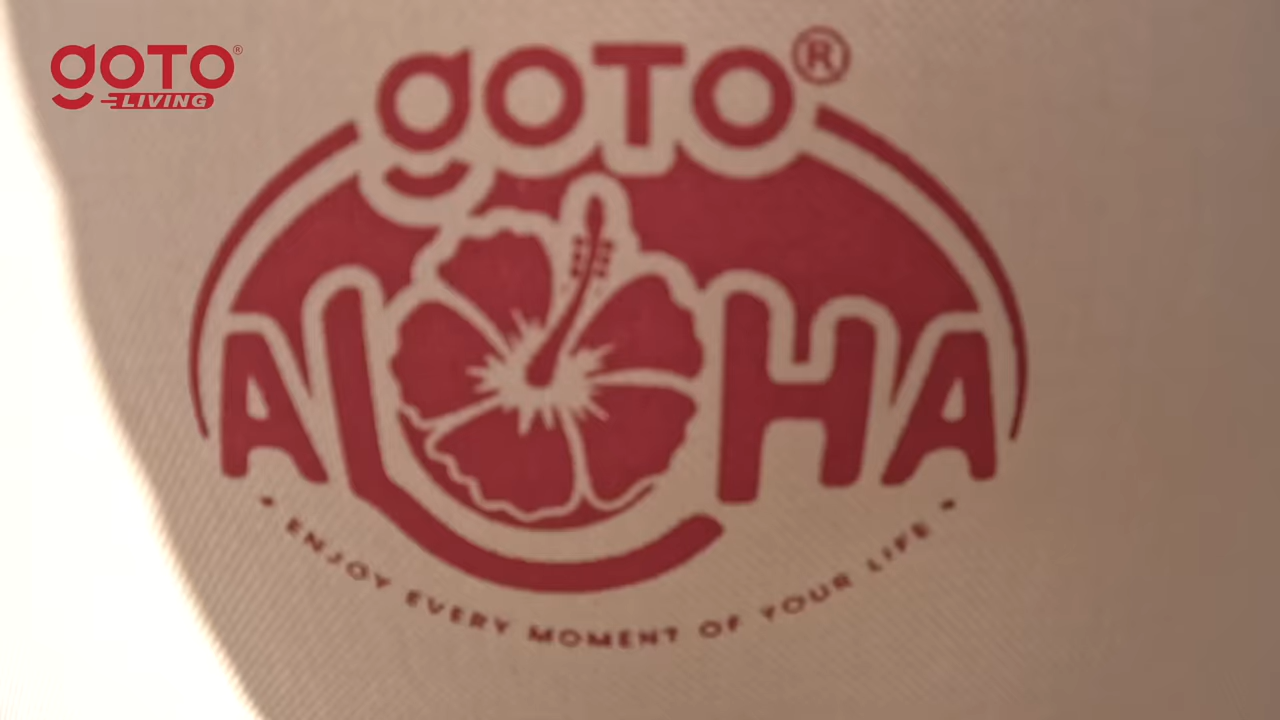 goTo®
LIVING
goTo®
ALOHA
• ENJOY EVERY MOMENT OF YOUR LIFE •